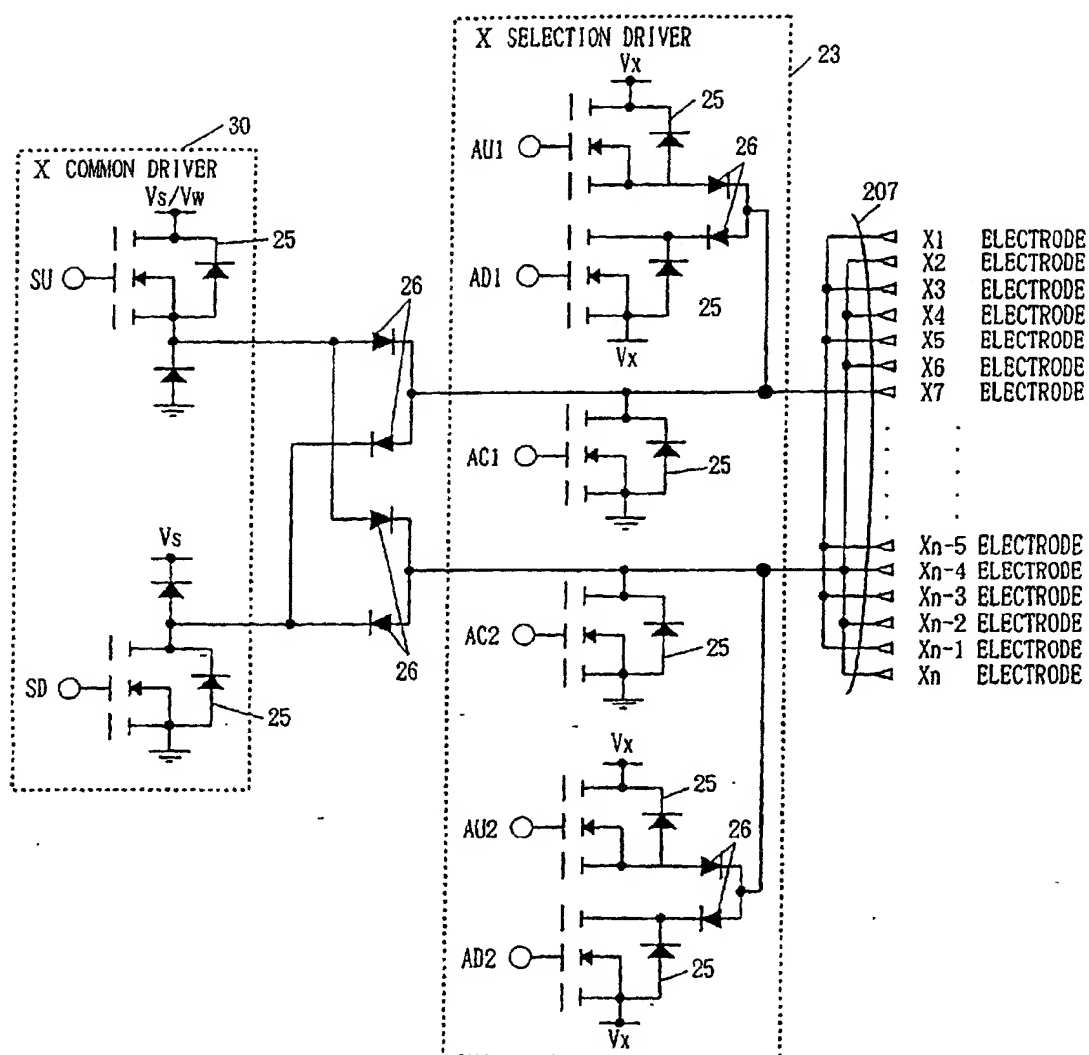 X SELECTION DRIVER
23
Vx
25
AU1
26
AD1
25
Vx
30
X COMMON DRIVER
Vs/Vw
25
SU
26
26
AC1
25
Vs
SD
25
26
AC2
25
Vx
25
AU2
26
AD2
25
Vx
207
X1 ELECTRODE
X2 ELECTRODE
X3 ELECTRODE
X4 ELECTRODE
X5 ELECTRODE
X6 ELECTRODE
X7 ELECTRODE
Xn-5 ELECTRODE
Xn-4 ELECTRODE
Xn-3 ELECTRODE
Xn-2 ELECTRODE
Xn-1 ELECTRODE
Xn ELECTRODE